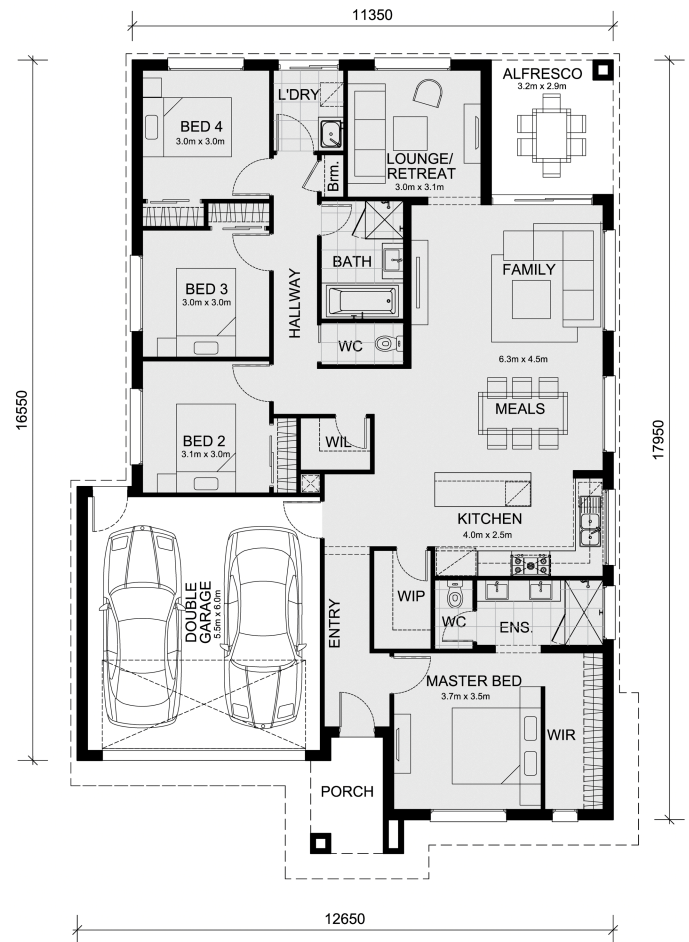 11350
ALFRESCO
3.2m x 2.9m
L'DRY
BED 4
3.0m x 3.0m
LOUNGE/
RETREAT
3.0m x 3.1m
Brm.
BATH
FAMILY
BED 3
3.0m x 3.0m
HALLWAY
WC
6.3m x 4.5m
MEALS
16550
17950
BED 2
3.1m x 3.0m
WIL
KITCHEN
4.0m x 2.5m
DOUBLE
GARAGE
5.5m x 6.0m
ENTRY
WIP
WC
ENS.
MASTER BED
3.7m x 3.5m
WIR
PORCH
12650